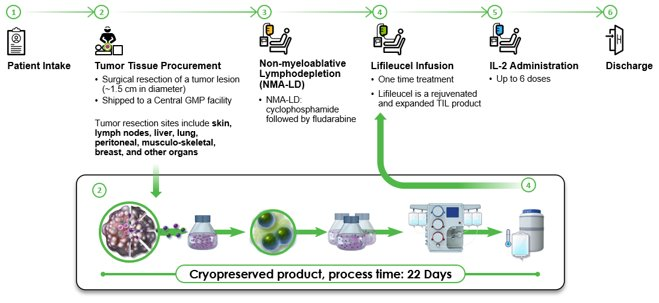 1
2
3
4
5
6
Patient Intake
Tumor Tissue Procurement
• Surgical resection of a tumor lesion
(~1.5 cm in diameter)
• Shipped to a Central GMP facility
Tumor resection sites include skin,
lymph nodes, liver, lung,
peritoneal, musculo-skeletal,
breast, and other organs
Non-myeloablative
Lymphodepletion
(NMA-LD)
• NMA-LD:
cyclophosphamide
followed by fludarabine
Lifileucel Infusion
• One time treatment
• Lifileucel is a rejuvenated
and expanded TIL product
IL-2 Administration
• Up to 6 doses
Discharge
2
4
Cryopreserved product, process time: 22 Days